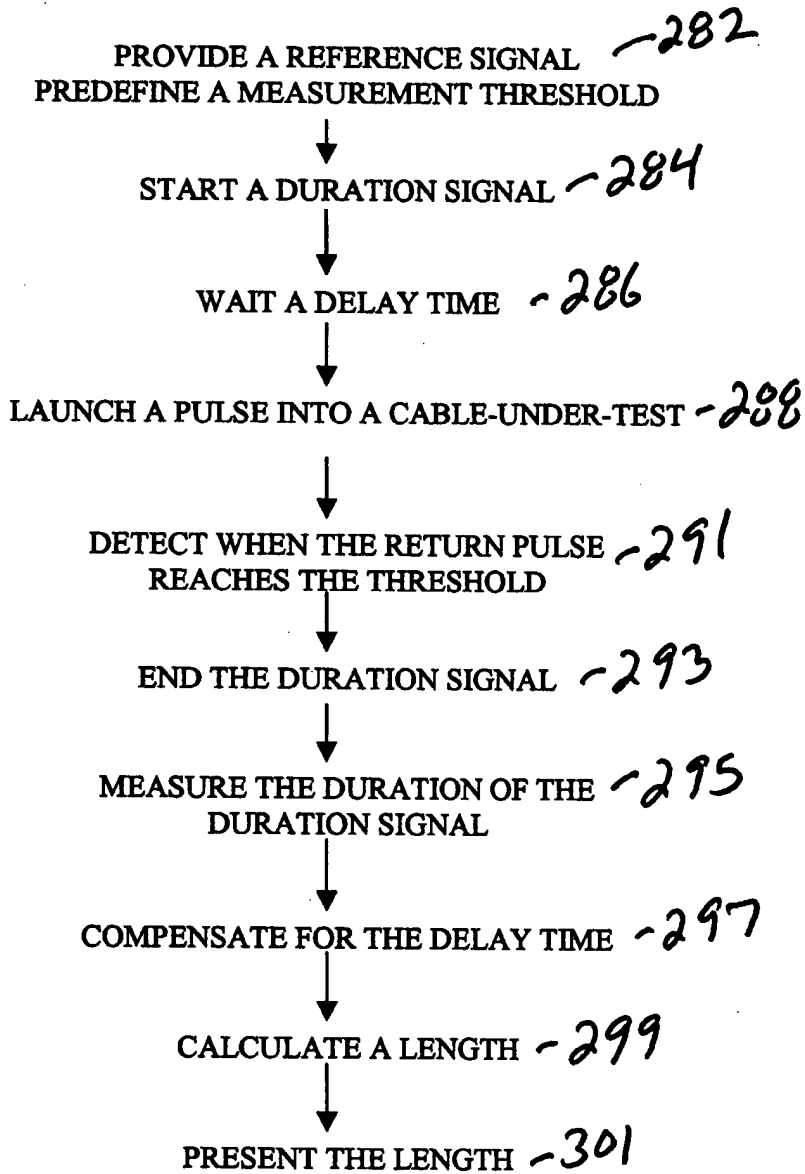 PROVIDE A REFERENCE SIGNAL -282
PREDEFINE A MEASUREMENT THRESHOLD
START A DURATION SIGNAL -284
WAIT A DELAY TIME -286
LAUNCH A PULSE INTO A CABLE-UNDER-TEST -288
DETECT WHEN THE RETURN PULSE -291
REACHES THE THRESHOLD
END THE DURATION SIGNAL -293
MEASURE THE DURATION OF THE -295
DURATION SIGNAL
COMPENSATE FOR THE DELAY TIME -297
CALCULATE A LENGTH -299
PRESENT THE LENGTH -301